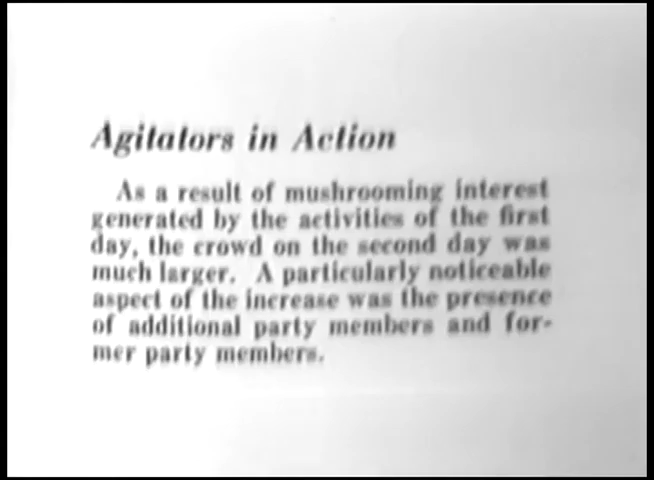 Agitators in Action
As a result of mushrooming interest
generated by the activities of the first
day, the crowd on the second day was
much larger. A particularly noticeable
aspect of the increase was the presence
of additional party members and for-
mer party members.